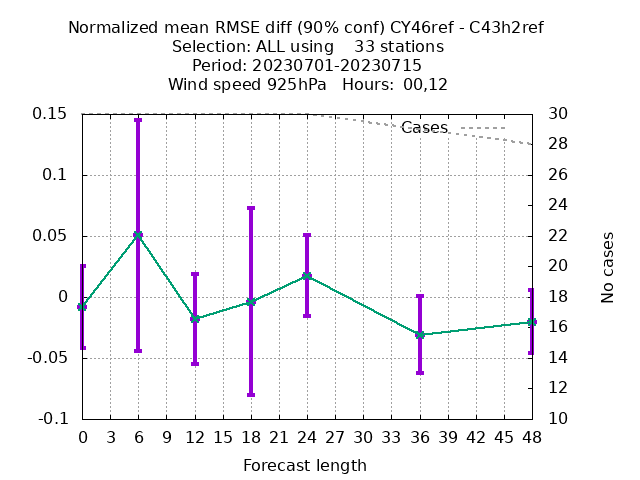 Normalized mean RMSE diff (90% conf) CY46ref - C43h2ref
Selection: ALL using    33 stations
Period: 20230701-20230715
Wind speed 925hPa   Hours:  00,12
0.15
0.1
0.05
0
-0.05
-0.1
Cases
30
28
26
24
22
20
18
16
14
12
10
No cases
0 3 6 9 12 15 18 21 24 27 30 33 36 39 42 45 48
Forecast length